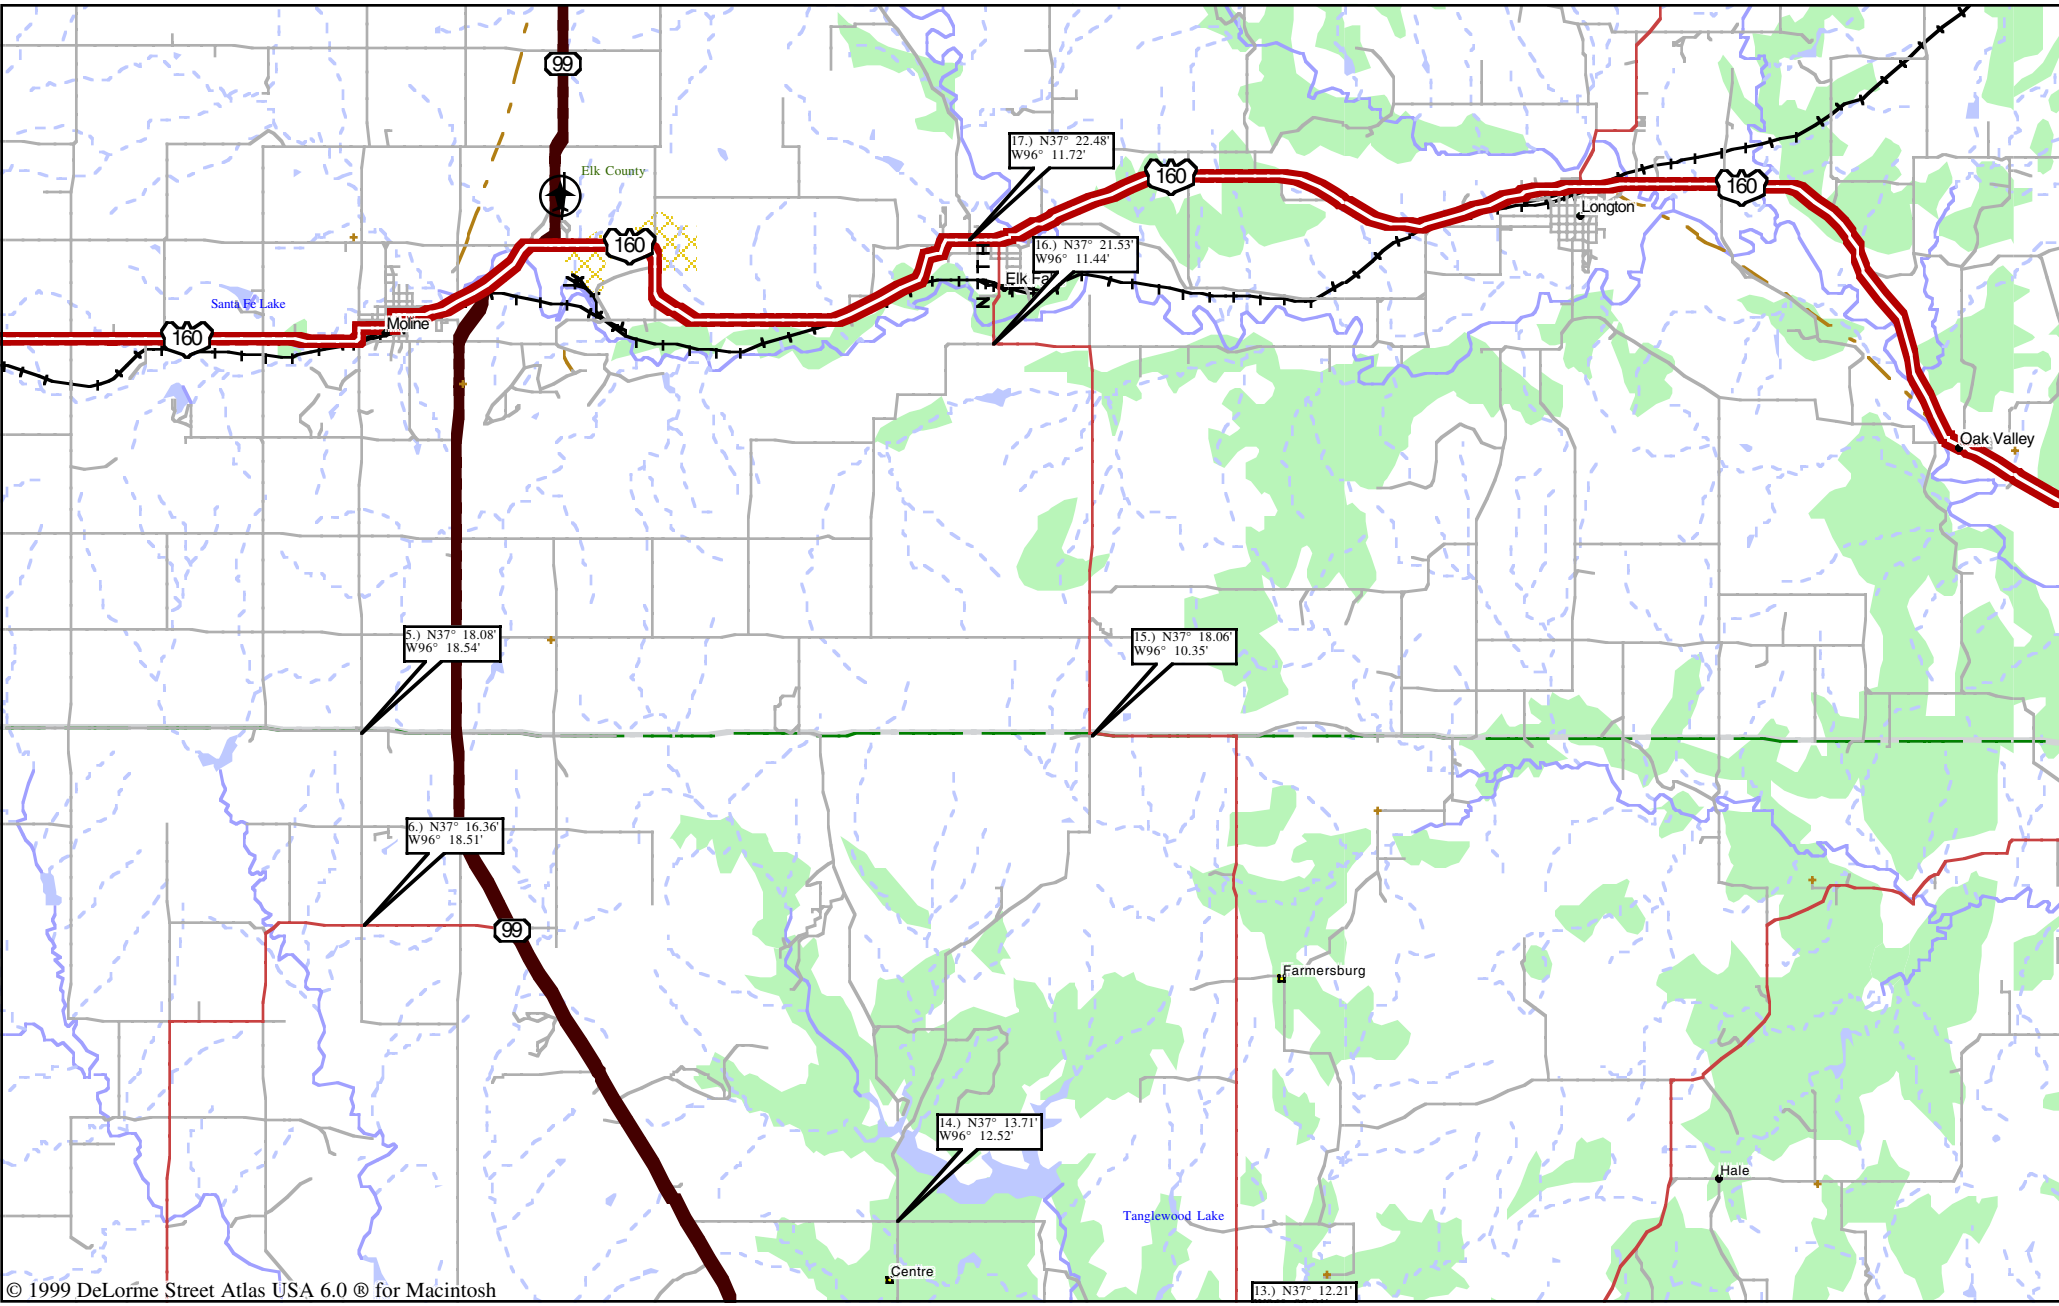 99
17.) N37° 22.48'
W96° 11.72'
Elk County
160
160
160
Longton
16.) N37° 21.53'
W96° 11.44'
NINTH
Elk Fa
Santa Fe Lake
Moline
160
Oak Valley
5.) N37° 18.08'
W96° 18.54'
15.) N37° 18.06'
W96° 10.35'
6.) N37° 16.36'
W96° 18.51'
99
Farmersburg
14.) N37° 13.71'
W96° 12.52'
Hale
Tanglewood Lake
Centre
13.) N37° 12.21'
© 1999 DeLorme Street Atlas USA 6.0 ® for Macintosh